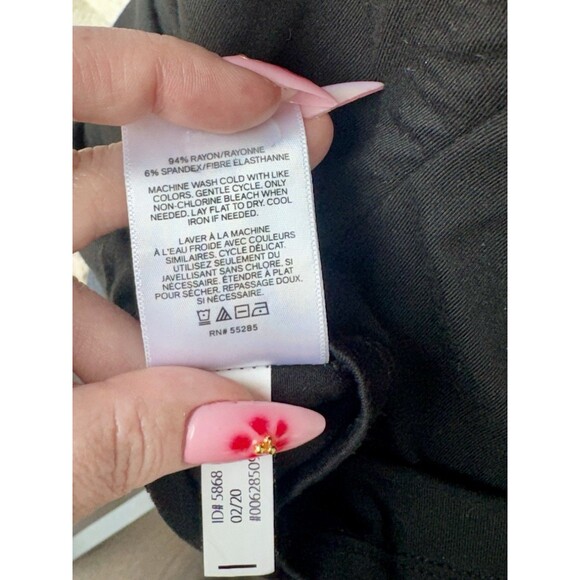 94% RAYON/RAYONNE
6% SPANDEX/FIBRE ELASTHANNE
MACHINE WASH COLD WITH LIKE
COLORS. GENTLE CYCLE. ONLY
NON-CHLORINE BLEACH WHEN
NEEDED. LAY FLAT TO DRY. COOL
IRON IF NEEDED.
LAVER À LA MACHINE
À L'EAU FROIDE AVEC COULEURS
SIMILAIRES. CYCLE DÉLICAT.
UTILISEZ SEULEMENT DU
JAVELLISANT SANS CHLORE, SI
NÉCESSAIRE. ÉTENDRE À PLAT
POUR SÉCHER. REPASSAGE DOUX.
SI NÉCESSAIRE.
RN# 55285
ID# 5868
02/20